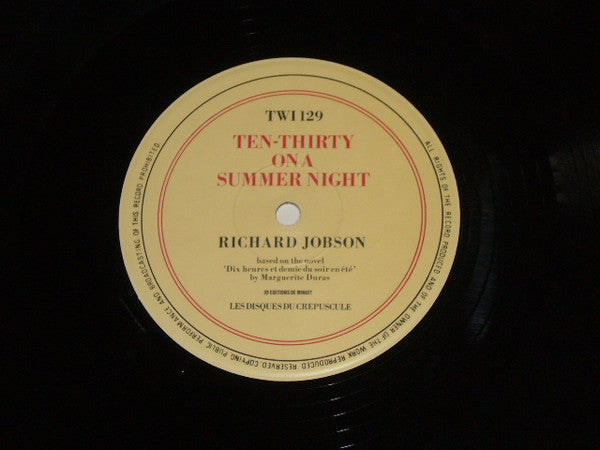 TWI 129
TEN-THIRTY
ON A
SUMMER NIGHT
RICHARD JOBSON
based on the novel
'Dix heures et demie du soir en été'
by Marguerite Duras
EDITIONS DE MINUIT
LES DISQUES DU CREPUSCULE
ALL RIGHTS OF THE RECORD PRODUCED AND OF THE OWNER OF THE WORK REPRODUCED RESERVED. COPYING PUBLIC PERFORMANCE AND BROADCASTING OF THIS RECORD PROHIBITED.